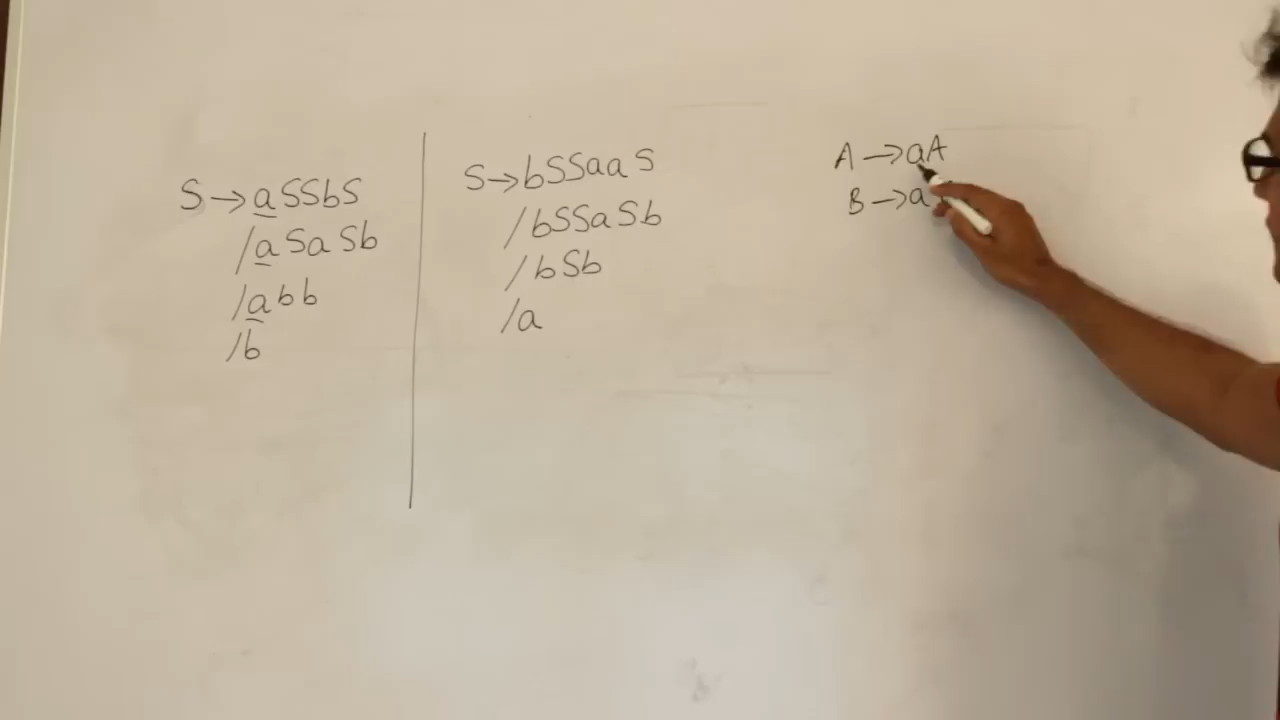 S→aSSbS
/aSaSb
/abb
/b
S→bSSaaS
/bSSaSb
/bSb
/a
A→aA
B→a